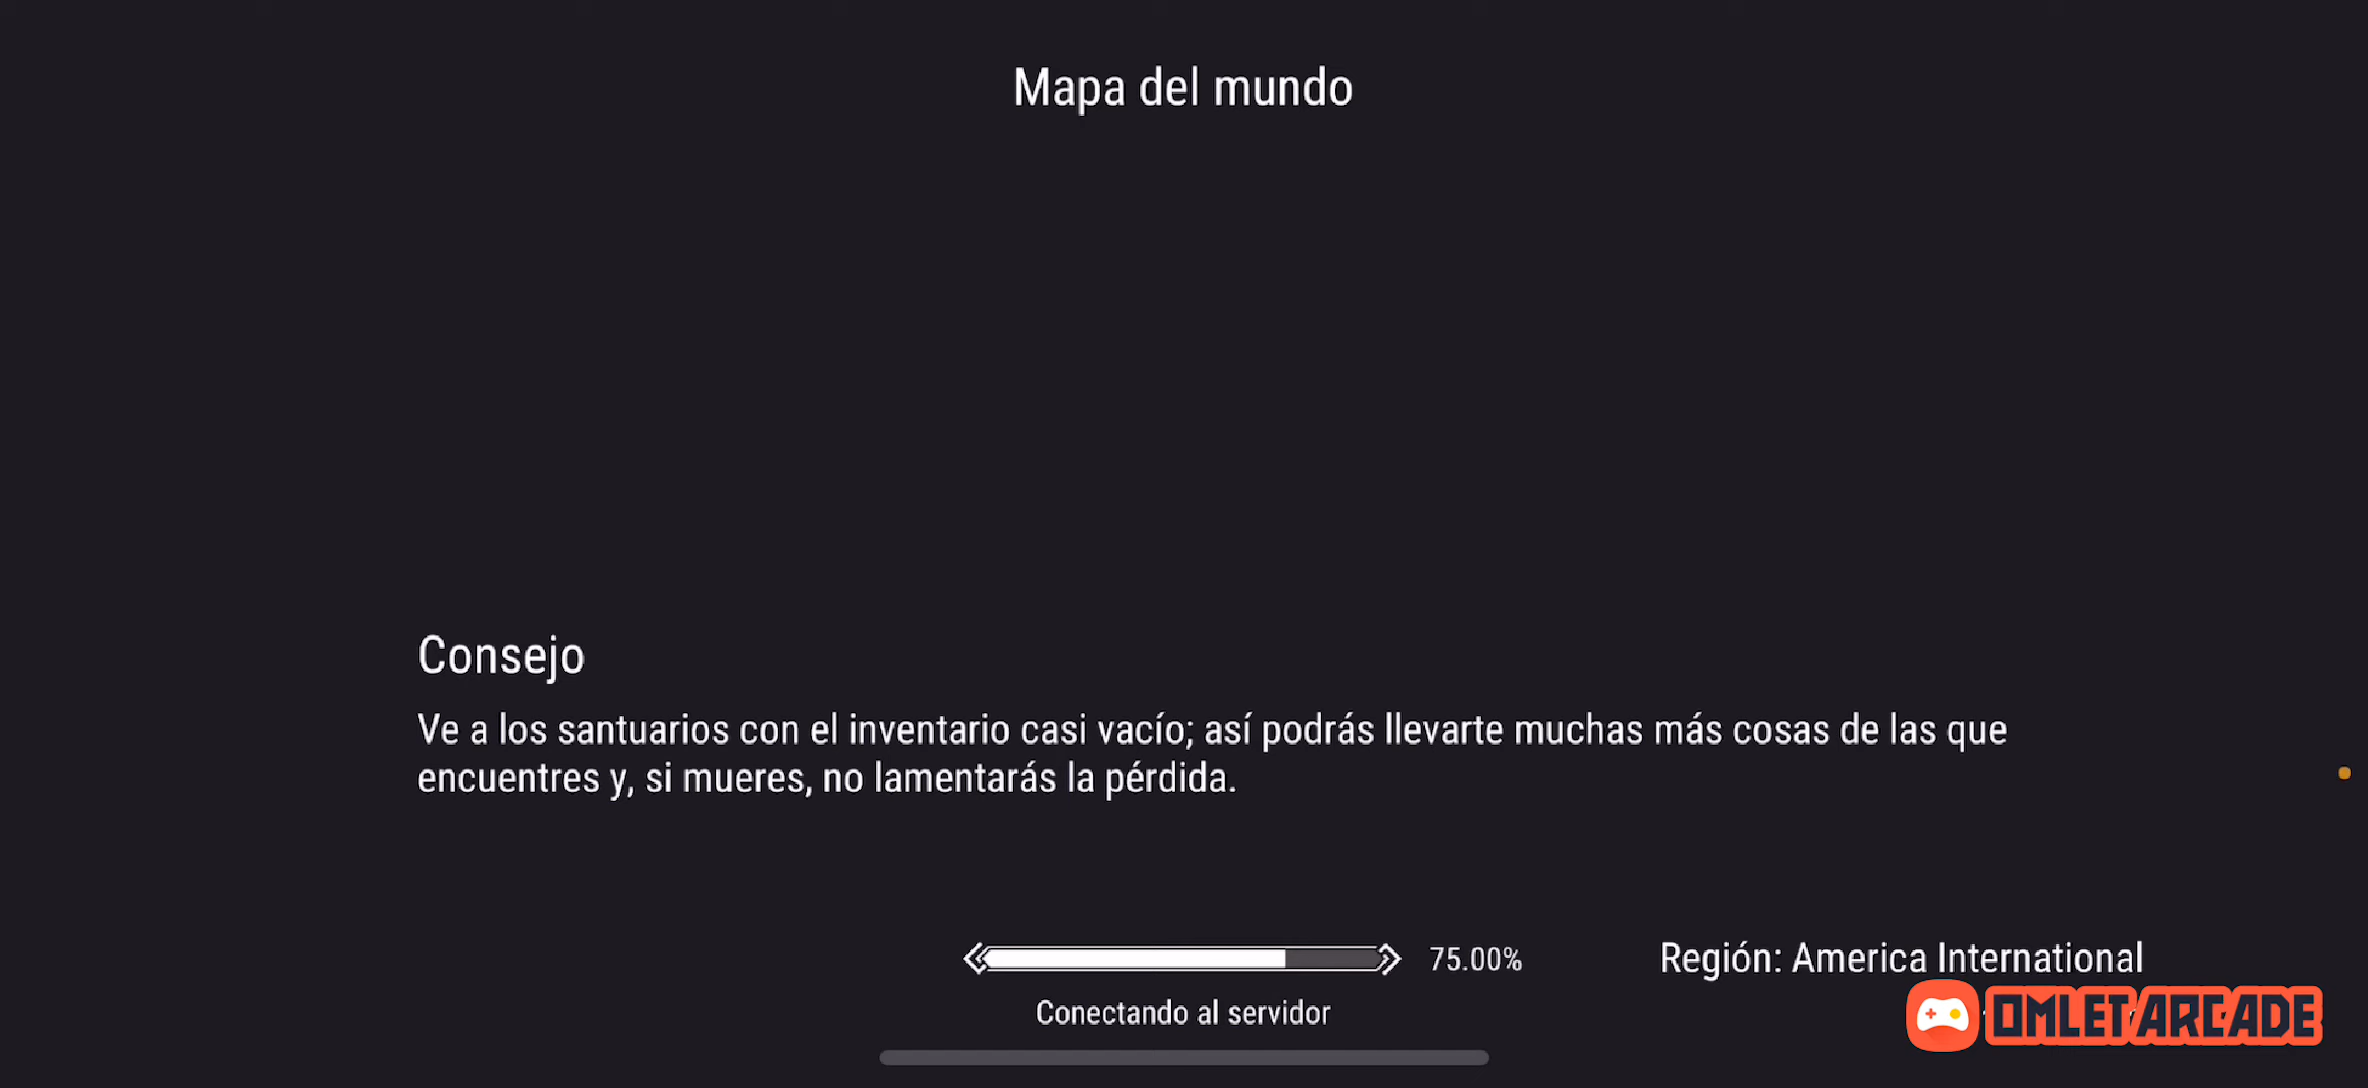 Mapa del mundo
Consejo
Ve a los santuarios con el inventario casi vacío; así podrás llevarte muchas más cosas de las que
encuentres y, si mueres, no lamentarás la pérdida.
75.00%
Región: America International
Conectando al servidor
OMLET ARCADE